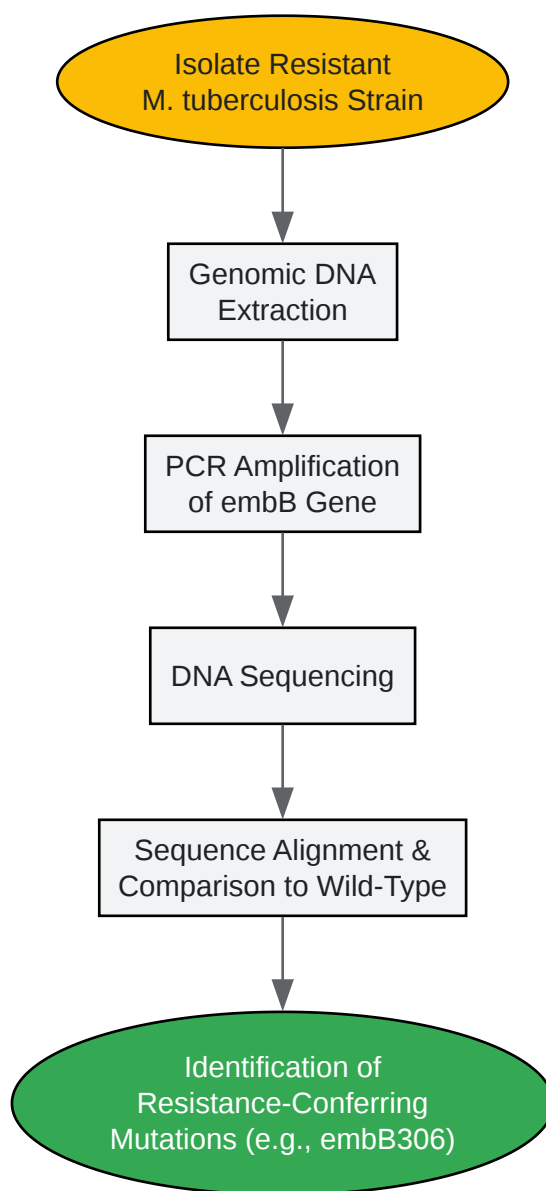 Isolate Resistant
M. tuberculosis Strain
Genomic DNA
Extraction
PCR Amplification
of embB Gene
DNA Sequencing
Sequence Alignment &
Comparison to Wild-Type
Identification of
Resistance-Conferring
Mutations (e.g., embB306)